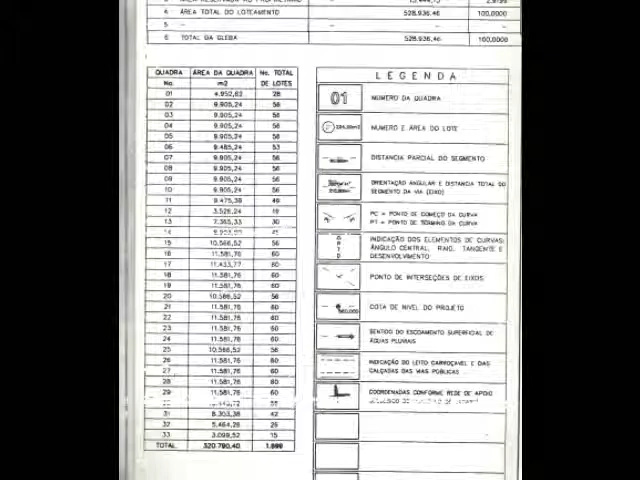 4 ÁREA TOTAL DO LOTEAMENTO 528.936,46 100,0000
5 -
6 TOTAL DA GLEBA 528.936,46 100,0000
QUADRA No. ÁREA DA QUADRA m2 No. TOTAL DE LOTES
01 4.952,62 28
02 9.905,24 56
03 9.905,24 56
04 9.905,24 56
05 9.905,24 56
06 9.485,24 53
07 9.905,24 56
08 9.905,24 56
09 9.905,24 56
10 9.905,24 56
11 9.475,38 49
12 3.526,24 19
13 7.365,33 30
14
15 10.566,52 56
16 11.581,76 60
17 11.433,77 60
18 11.581,76 60
19 11.581,76 60
20 10.566,52 56
21 11.581,76 60
22 11.581,76 60
23 11.581,76 60
24 11.581,76 60
25 10.566,52 56
26 11.581,76 60
27 11.581,76 60
28 11.581,76 60
29 11.581,76 60
31 8.303,38 42
32 5.464,28 26
33 3.099,52 15
TOTAL 320.790,40 1.699
LEGENDA
01 NÚMERO DA QUADRA
NÚMERO E ÁREA DO LOTE
DISTANCIA PARCIAL DO SEGMENTO
ORIENTAÇÃO ANGULAR E DISTANCIA TOTAL DO
SEGMENTO DA VIA (EIXO)
PC = PONTO DE COMEÇO DA CURVA
PT = PONTO DE TÉRMINO DA CURVA
INDICAÇÃO DOS ELEMENTOS DE CURVAS:
ÂNGULO CENTRAL, RAIO, TANGENTE E
DESENVOLVIMENTO
PONTO DE INTERSEÇÕES DE EIXOS
COTA DE NIVEL DO PROJETO
SENTIDO DO ESCOAMENTO SUPERFICIAL DE
ÁGUAS PLUVIAIS
INDICAÇÃO DO LEITO CARROÇAVEL E DAS
CALÇADAS DAS VIAS PÚBLICAS
COORDENADAS CONFORME REDE DE APOIO